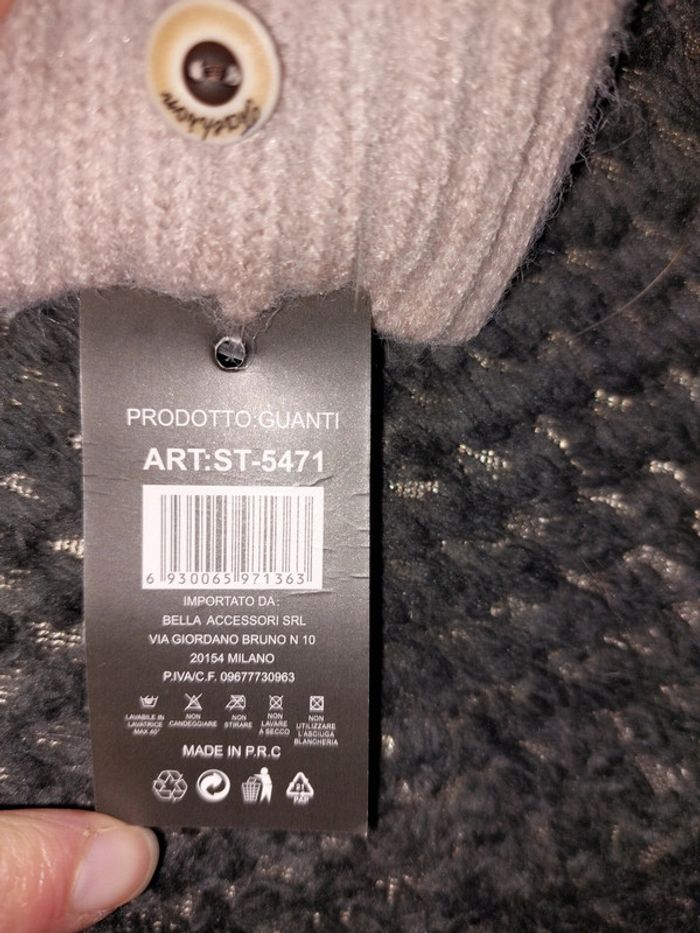 Fashion
PRODOTTO:GUANTI
ART:ST-5471
6 930065 971363
IMPORTATO DA:
BELLA ACCESSORI SRL
VIA GIORDANO BRUNO N 10
20154 MILANO
P.IVA/C.F. 09677730963
LAVABILE IN LAVATRICE MAX 40°
NON CANDEGGIARE
NON STIRARE
NON LAVARE A SECCO
NON UTILIZZARE L'ASCIUGA BLANCHERIA
MADE IN P.R.C
PAP